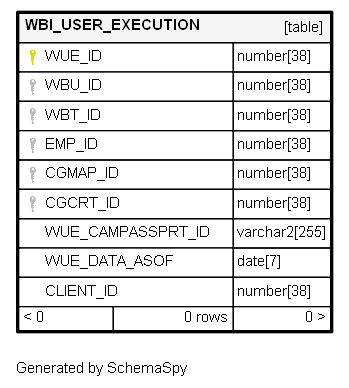 WBI_USER_EXECUTION [table]
WUE_ID number[38]
WBU_ID number[38]
WBT_ID number[38]
EMP_ID number[38]
CGMAP_ID number[38]
CGCRT_ID number[38]
WUE_CAMPASSPRT_ID varchar2[255]
WUE_DATA_ASOF date[7]
CLIENT_ID number[38]
< 0 0 rows 0 >
Generated by SchemaSpy